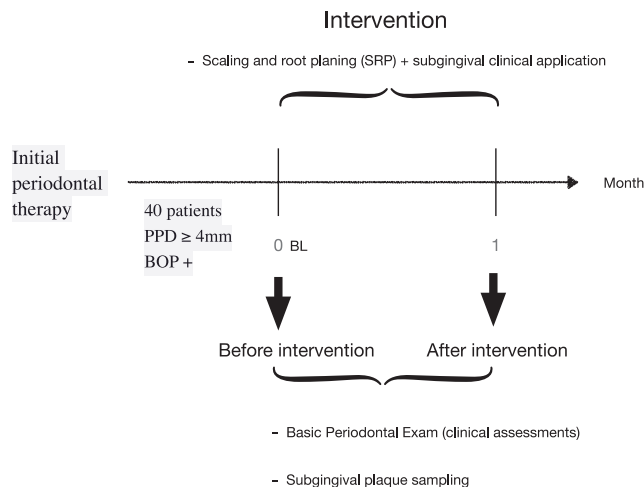 Intervention
– Scaling and root planing (SRP) + subgingival clinical application
Initial
periodontal
therapy
Month
40 patients
PPD ≥ 4mm
BOP +
0 BL
1
Before intervention
After intervention
– Basic Periodontal Exam (clinical assessments)
– Subgingival plaque sampling